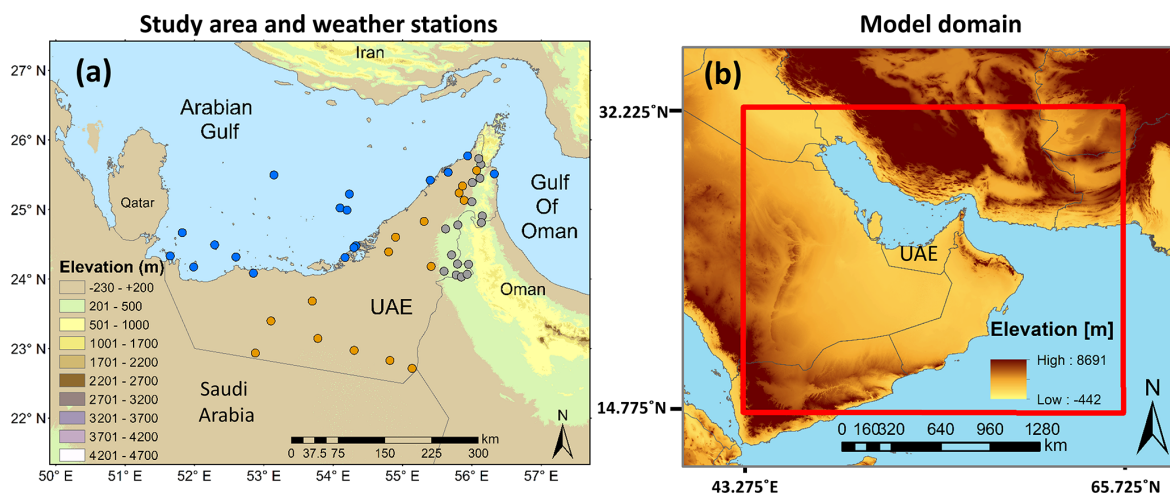 Study area and weather stations
(a)
27° N
26° N
25° N
24° N
23° N
22° N
Iran
Arabian
Gulf
Qatar
Gulf
Of
Oman
UAE
Oman
Saudi
Arabia
Elevation (m)
-230 - +200
201 - 500
501 - 1000
1001 - 1700
1701 - 2200
2201 - 2700
2701 - 3200
3201 - 3700
3701 - 4200
4201 - 4700
0 37.5 75 150 225 300
km
N
50° E 51° E 52° E 53° E 54° E 55° E 56° E 57° E
Model domain
(b)
32.225°N
14.775°N
UAE
Elevation [m]
High : 8691
Low : -442
0 160 320 640 960 1280
km
N
43.275°E 65.725°N